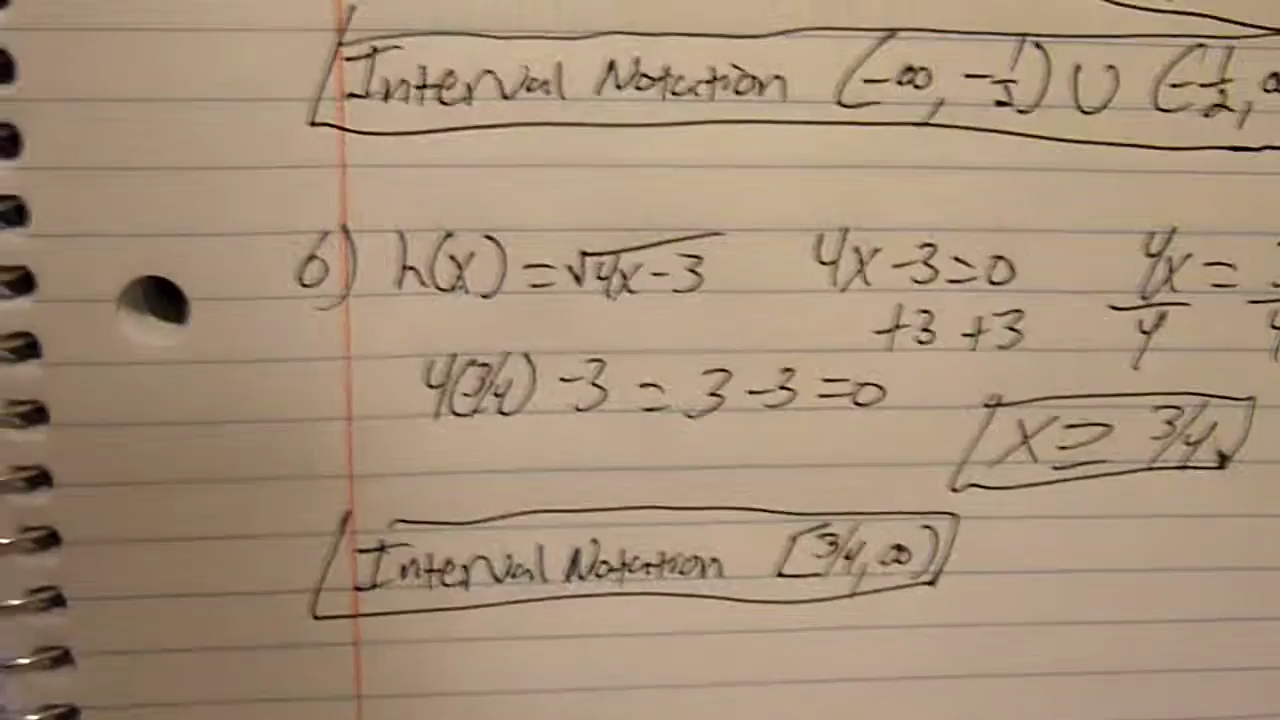 Interval Notation (-∞, -1/2) ∪ (-1/2, ∞
6) h(x) = √4x-3 4x-3=0 4x =
+3 +3 4
4(3/4) -3 = 3-3=0
x ≥ 3/4
Interval Notation [3/4, ∞)